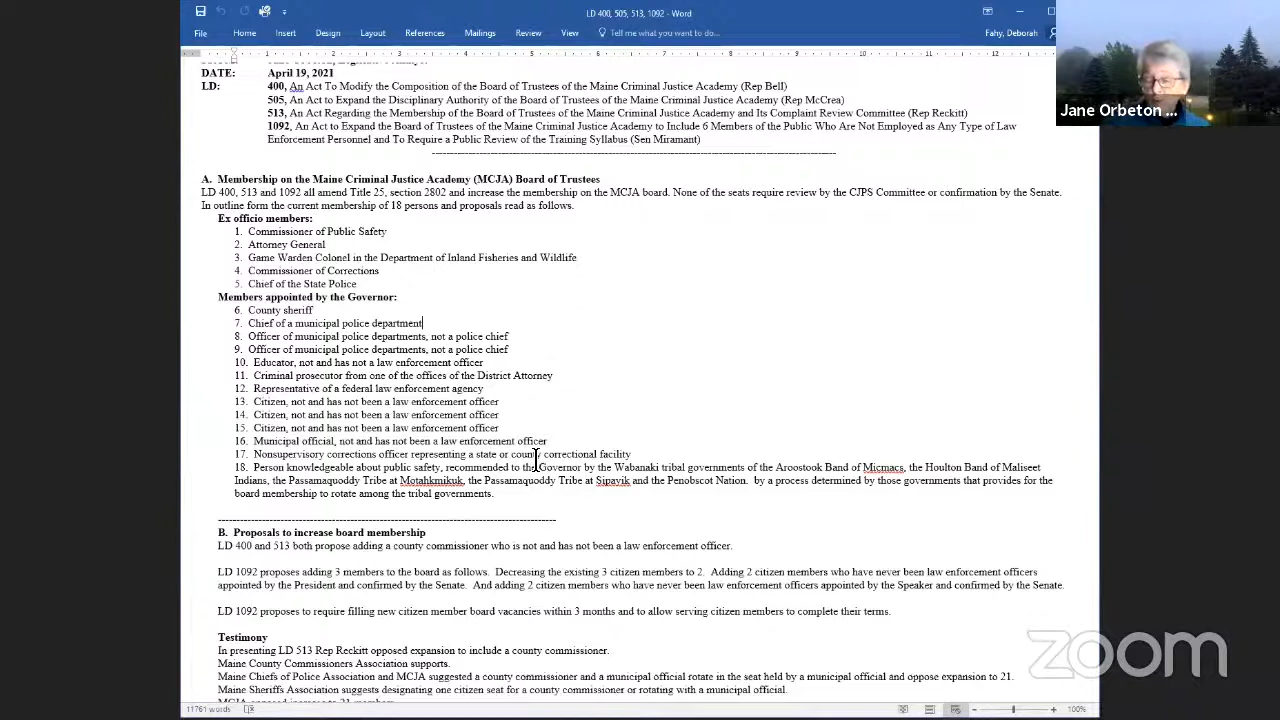 LD 400, 505, 513, 1092 - Word
File Home Insert Design Layout References Mailings Review View Tell me what you want to do... Fahy, Deborah
Jane Orbeton ...
DATE: April 19, 2021
LD: 400, An Act To Modify the Composition of the Board of Trustees of the Maine Criminal Justice Academy (Rep Bell)
505, An Act to Expand the Disciplinary Authority of the Board of Trustees of the Maine Criminal Justice Academy (Rep McCrea)
513, An Act Regarding the Membership of the Board of Trustees of the Maine Criminal Justice Academy and Its Complaint Review Committee (Rep Reckitt)
1092, An Act to Expand the Board of Trustees of the Maine Criminal Justice Academy to Include 6 Members of the Public Who Are Not Employed as Any Type of Law
Enforcement Personnel and To Require a Public Review of the Training Syllabus (Sen Miramant)
A. Membership on the Maine Criminal Justice Academy (MCJA) Board of Trustees
LD 400, 513 and 1092 all amend Title 25, section 2802 and increase the membership on the MCJA board. None of the seats require review by the CJPS Committee or confirmation by the Senate.
In outline form the current membership of 18 persons and proposals read as follows.
Ex officio members:
1. Commissioner of Public Safety
2. Attorney General
3. Game Warden Colonel in the Department of Inland Fisheries and Wildlife
4. Commissioner of Corrections
5. Chief of the State Police
Members appointed by the Governor:
6. County sheriff
7. Chief of a municipal police department
8. Officer of municipal police departments, not a police chief
9. Officer of municipal police departments, not a police chief
10. Educator, not and has not a law enforcement officer
11. Criminal prosecutor from one of the offices of the District Attorney
12. Representative of a federal law enforcement agency
13. Citizen, not and has not been a law enforcement officer
14. Citizen, not and has not been a law enforcement officer
15. Citizen, not and has not been a law enforcement officer
16. Municipal official, not and has not been a law enforcement officer
17. Nonsupervisory corrections officer representing a state or county correctional facility
18. Person knowledgeable about public safety, recommended to the Governor by the Wabanaki tribal governments of the Aroostook Band of Micmacs, the Houlton Band of Maliseet
Indians, the Passamaquoddy Tribe at Motahkmikuk, the Passamaquoddy Tribe at Sipavik and the Penobscot Nation. by a process determined by those governments that provides for the
board membership to rotate among the tribal governments.
B. Proposals to increase board membership
LD 400 and 513 both propose adding a county commissioner who is not and has not been a law enforcement officer.
LD 1092 proposes adding 3 members to the board as follows. Decreasing the existing 3 citizen members to 2. Adding 2 citizen members who have never been law enforcement officers
appointed by the President and confirmed by the Senate. And adding 2 citizen members who have never been law enforcement officers appointed by the Speaker and confirmed by the Senate.
LD 1092 proposes to require filling new citizen member board vacancies within 3 months and to allow serving citizen members to complete their terms.
Testimony
In presenting LD 513 Rep Reckitt opposed expansion to include a county commissioner.
Maine County Commissioners Association supports.
Maine Chiefs of Police Association and MCJA suggested a county commissioner and a municipal official rotate in the seat held by a municipal official and oppose expansion to 21.
Maine Sheriffs Association suggests designating one citizen seat for a county commissioner or rotating with a municipal official.
zoom
11761 words 100%